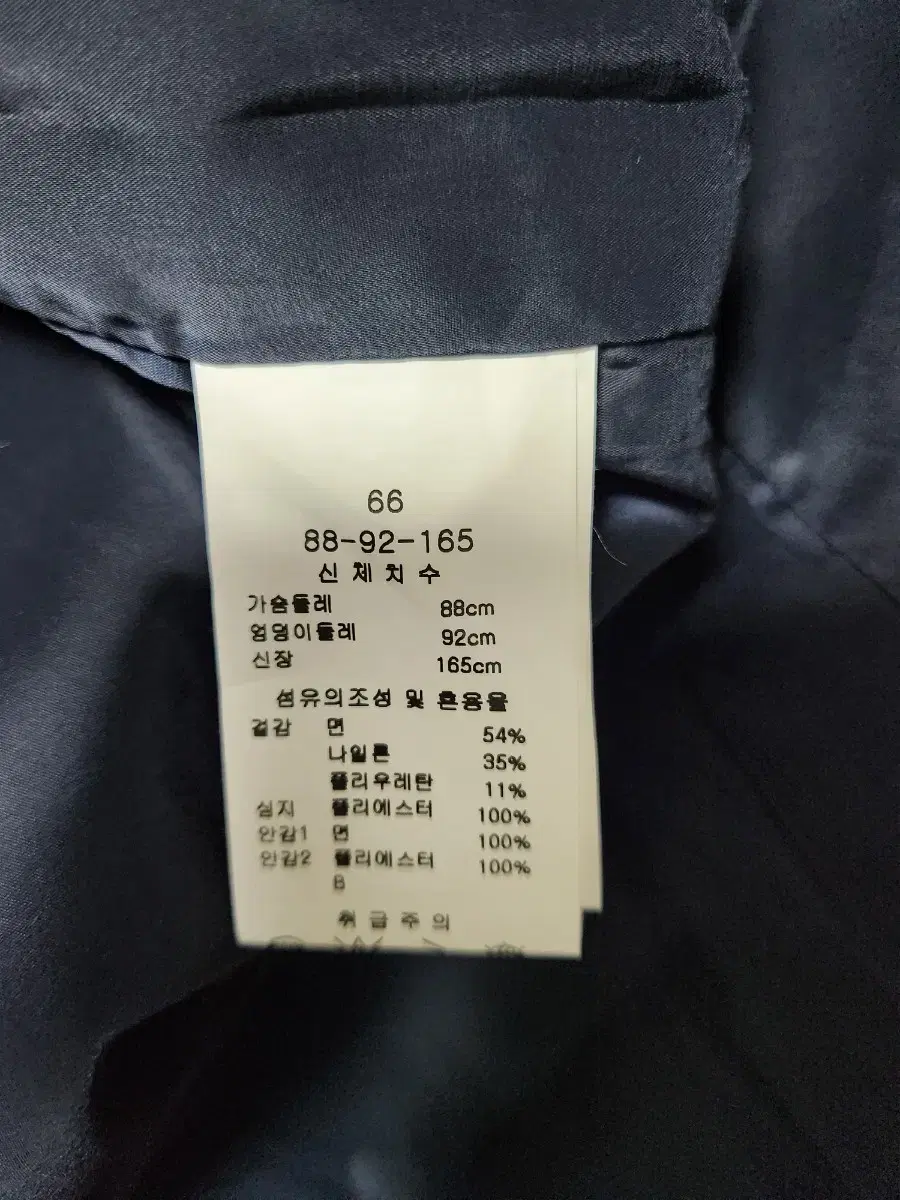 66
88-92-165
신체치수
가슴둘레 88cm
엉덩이둘레 92cm
신장 165cm
섬유의조성 및 혼용율
겉감 면 54%
나일론 35%
폴리우레탄 11%
심지 폴리에스터 100%
안감1 면 100%
안감2 폴리에스터 100%
B
취급주의